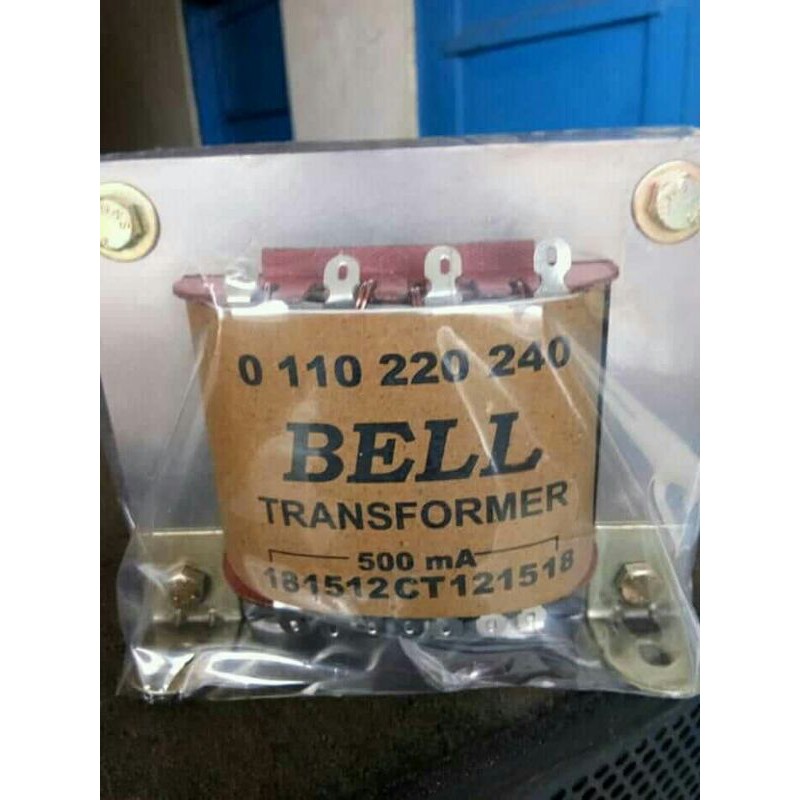 0 110 220 240
BELL
TRANSFORMER
500 mA
181512CT121518